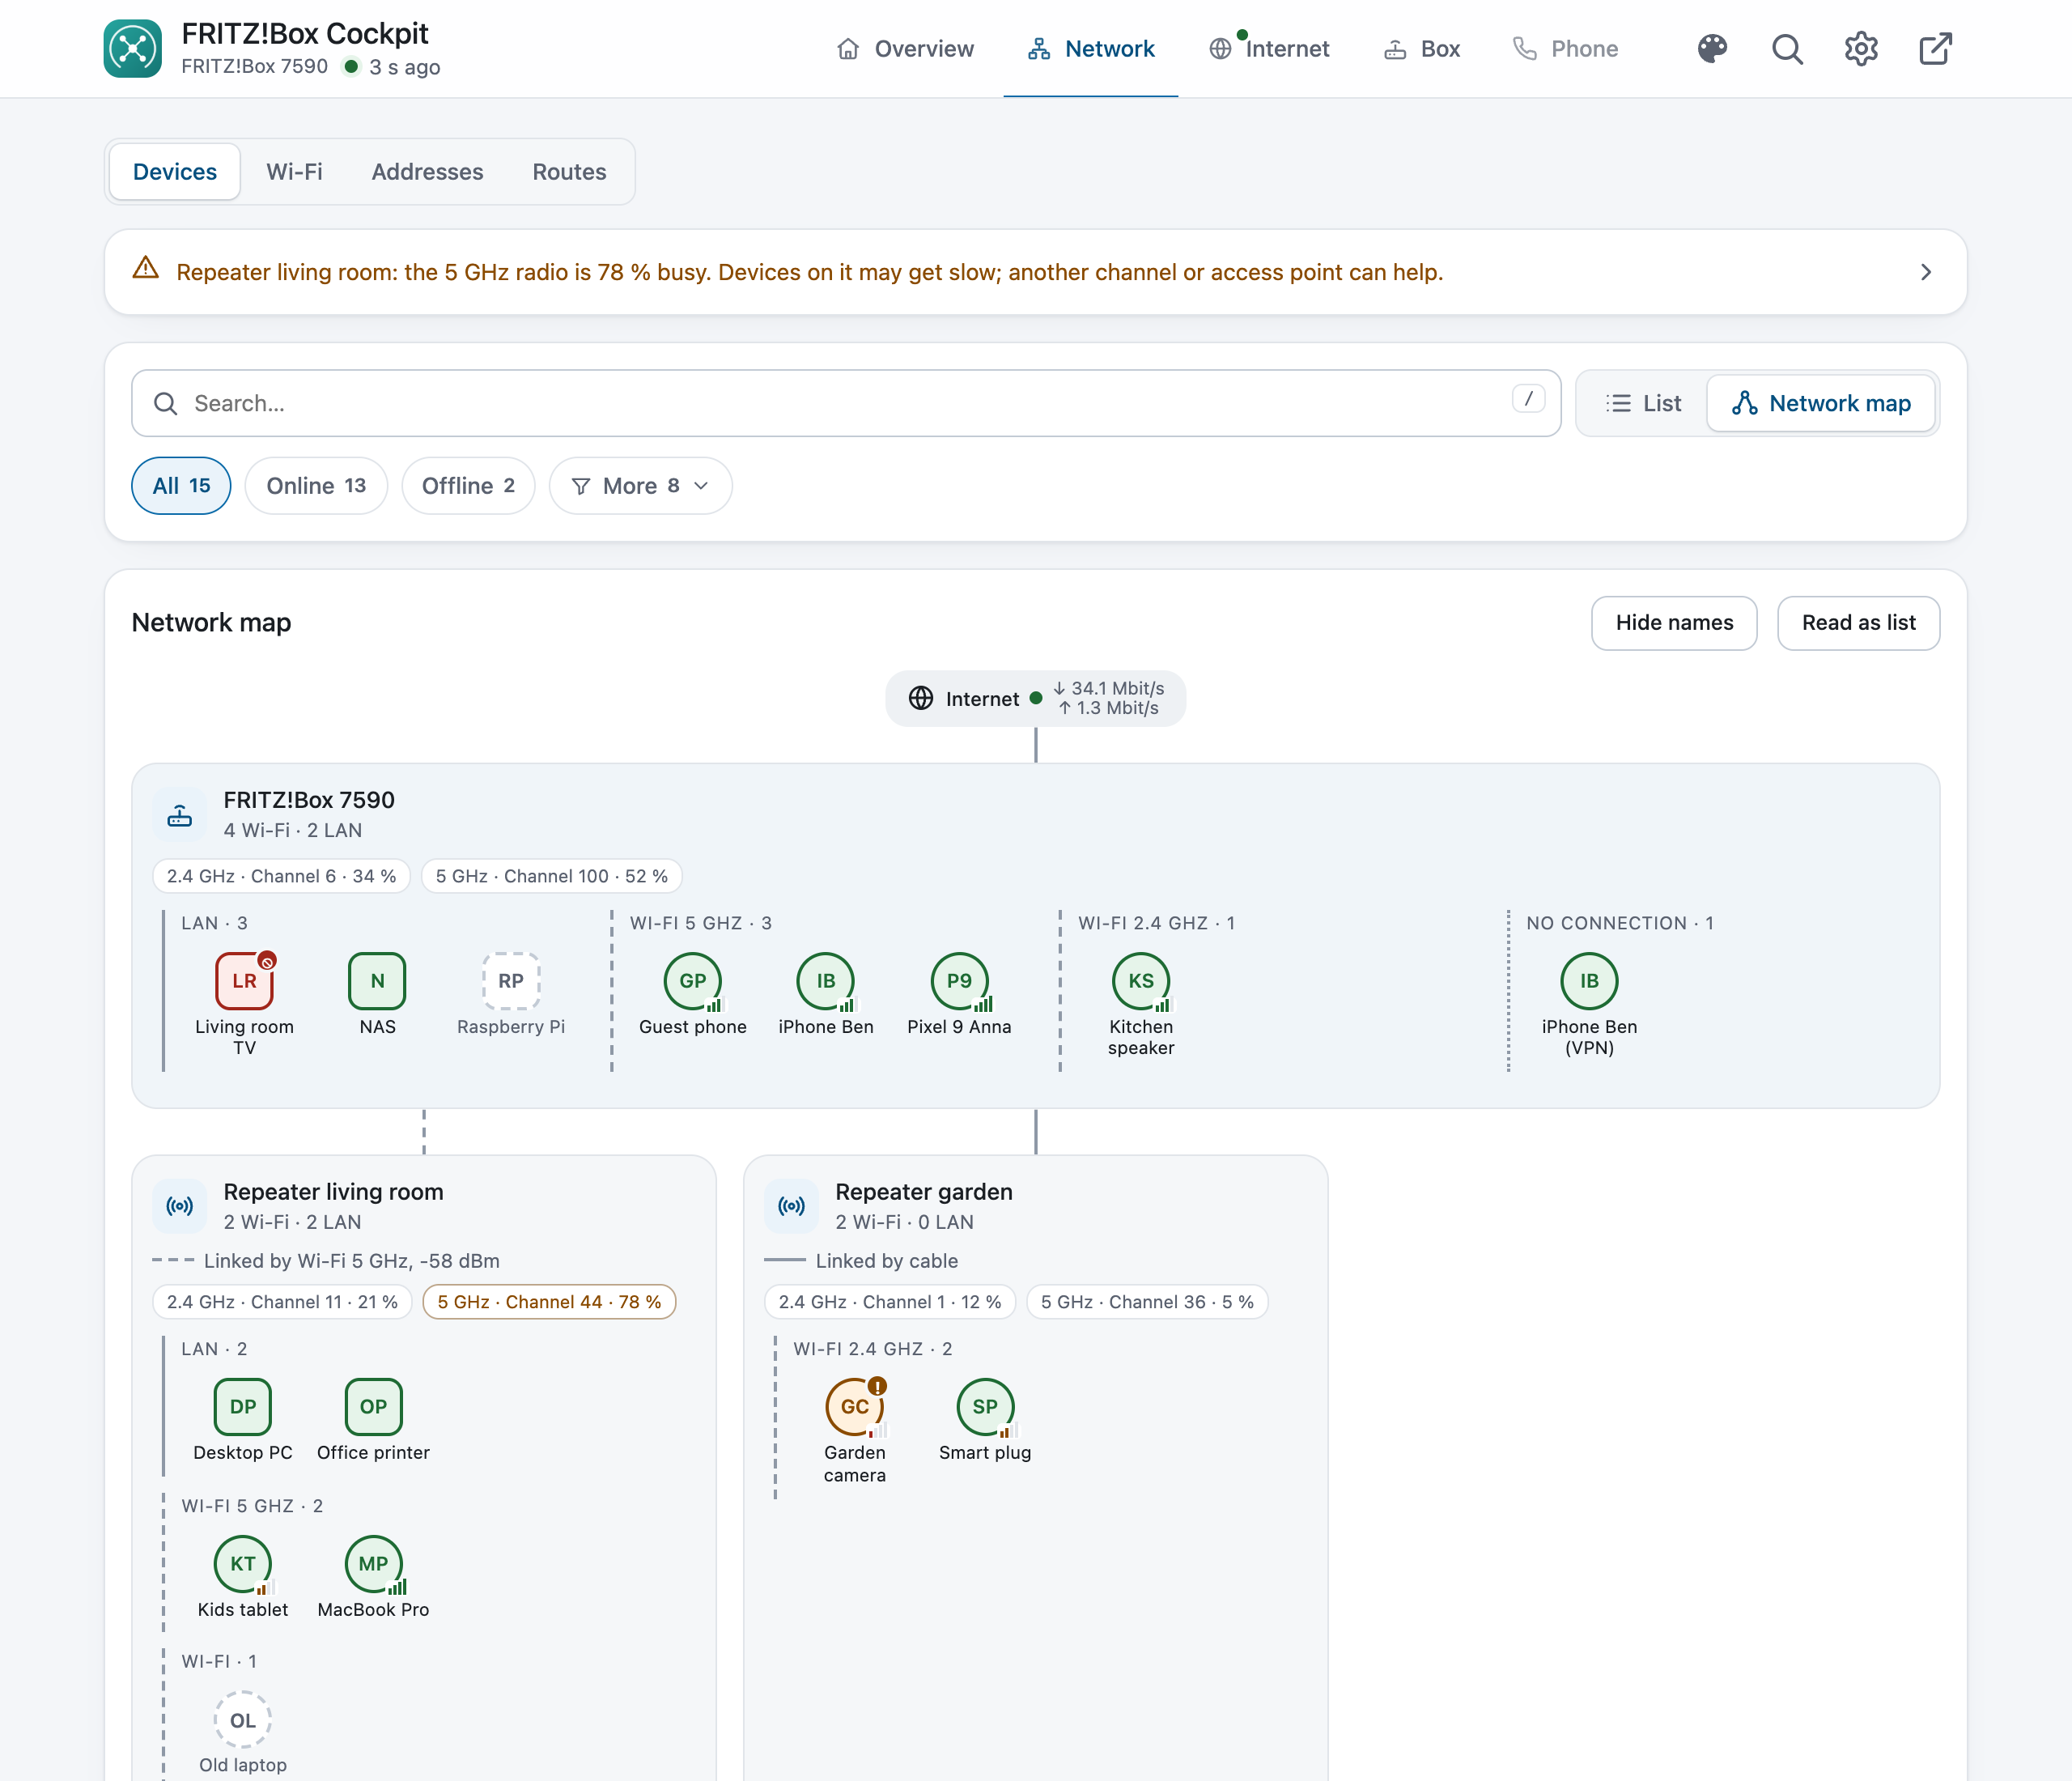 FRITZ!Box Cockpit
FRITZ!Box 7590 3 s ago
Overview
Network
Internet
Box
Phone
Devices
Wi-Fi
Addresses
Routes
Repeater living room: the 5 GHz radio is 78 % busy. Devices on it may get slow; another channel or access point can help.
Search...
/
List
Network map
All 15
Online 13
Offline 2
More 8
Network map
Hide names
Read as list
Internet
↓ 34.1 Mbit/s
↑ 1.3 Mbit/s
FRITZ!Box 7590
4 Wi-Fi · 2 LAN
2.4 GHz · Channel 6 · 34 %
5 GHz · Channel 100 · 52 %
LAN · 3
LR
Living room
TV
N
NAS
RP
Raspberry Pi
WI-FI 5 GHZ · 3
GP
Guest phone
IB
iPhone Ben
P9
Pixel 9 Anna
WI-FI 2.4 GHZ · 1
KS
Kitchen
speaker
NO CONNECTION · 1
IB
iPhone Ben
(VPN)
Repeater living room
2 Wi-Fi · 2 LAN
Linked by Wi-Fi 5 GHz, -58 dBm
2.4 GHz · Channel 11 · 21 %
5 GHz · Channel 44 · 78 %
LAN · 2
DP
Desktop PC
OP
Office printer
WI-FI 5 GHZ · 2
KT
Kids tablet
MP
MacBook Pro
WI-FI · 1
OL
Old laptop
Repeater garden
2 Wi-Fi · 0 LAN
Linked by cable
2.4 GHz · Channel 1 · 12 %
5 GHz · Channel 36 · 5 %
WI-FI 2.4 GHZ · 2
GC
!
Garden
camera
SP
Smart plug